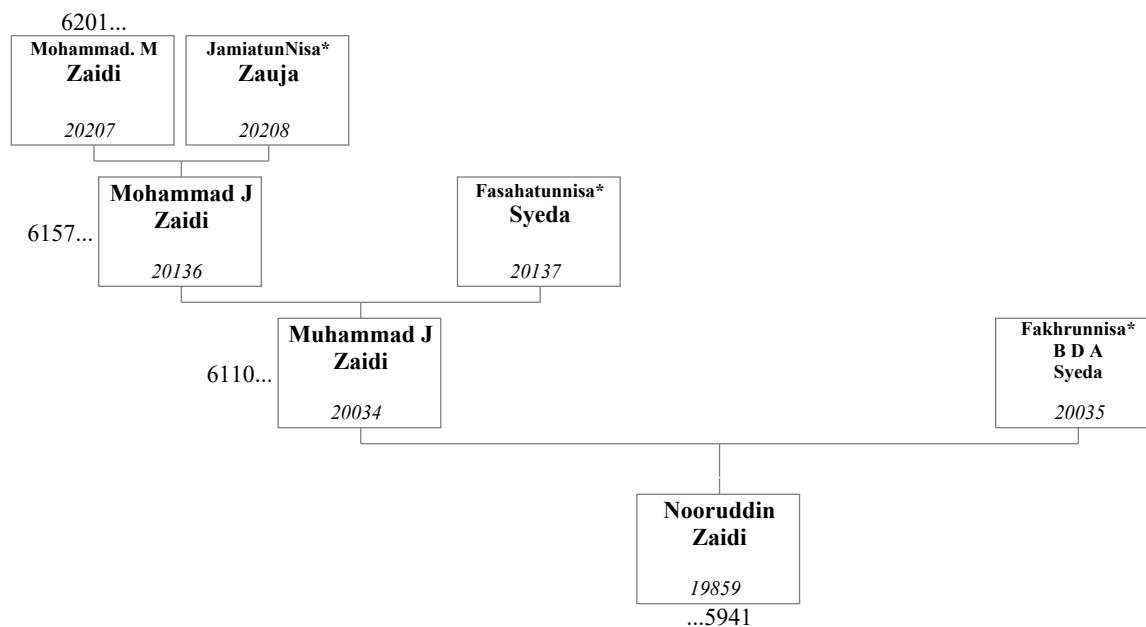 6201...
Mohammad. M
Zaidi
20207
JamiatunNisa*
Zauja
20208
Mohammad J
Zaidi
20136
6157...
Fasahatunnisa*
Syeda
20137
Muhammad J
Zaidi
20034
6110...
Fakhrunnisa*
B D A
Syeda
20035
Nooruddin
Zaidi
19859
...5941